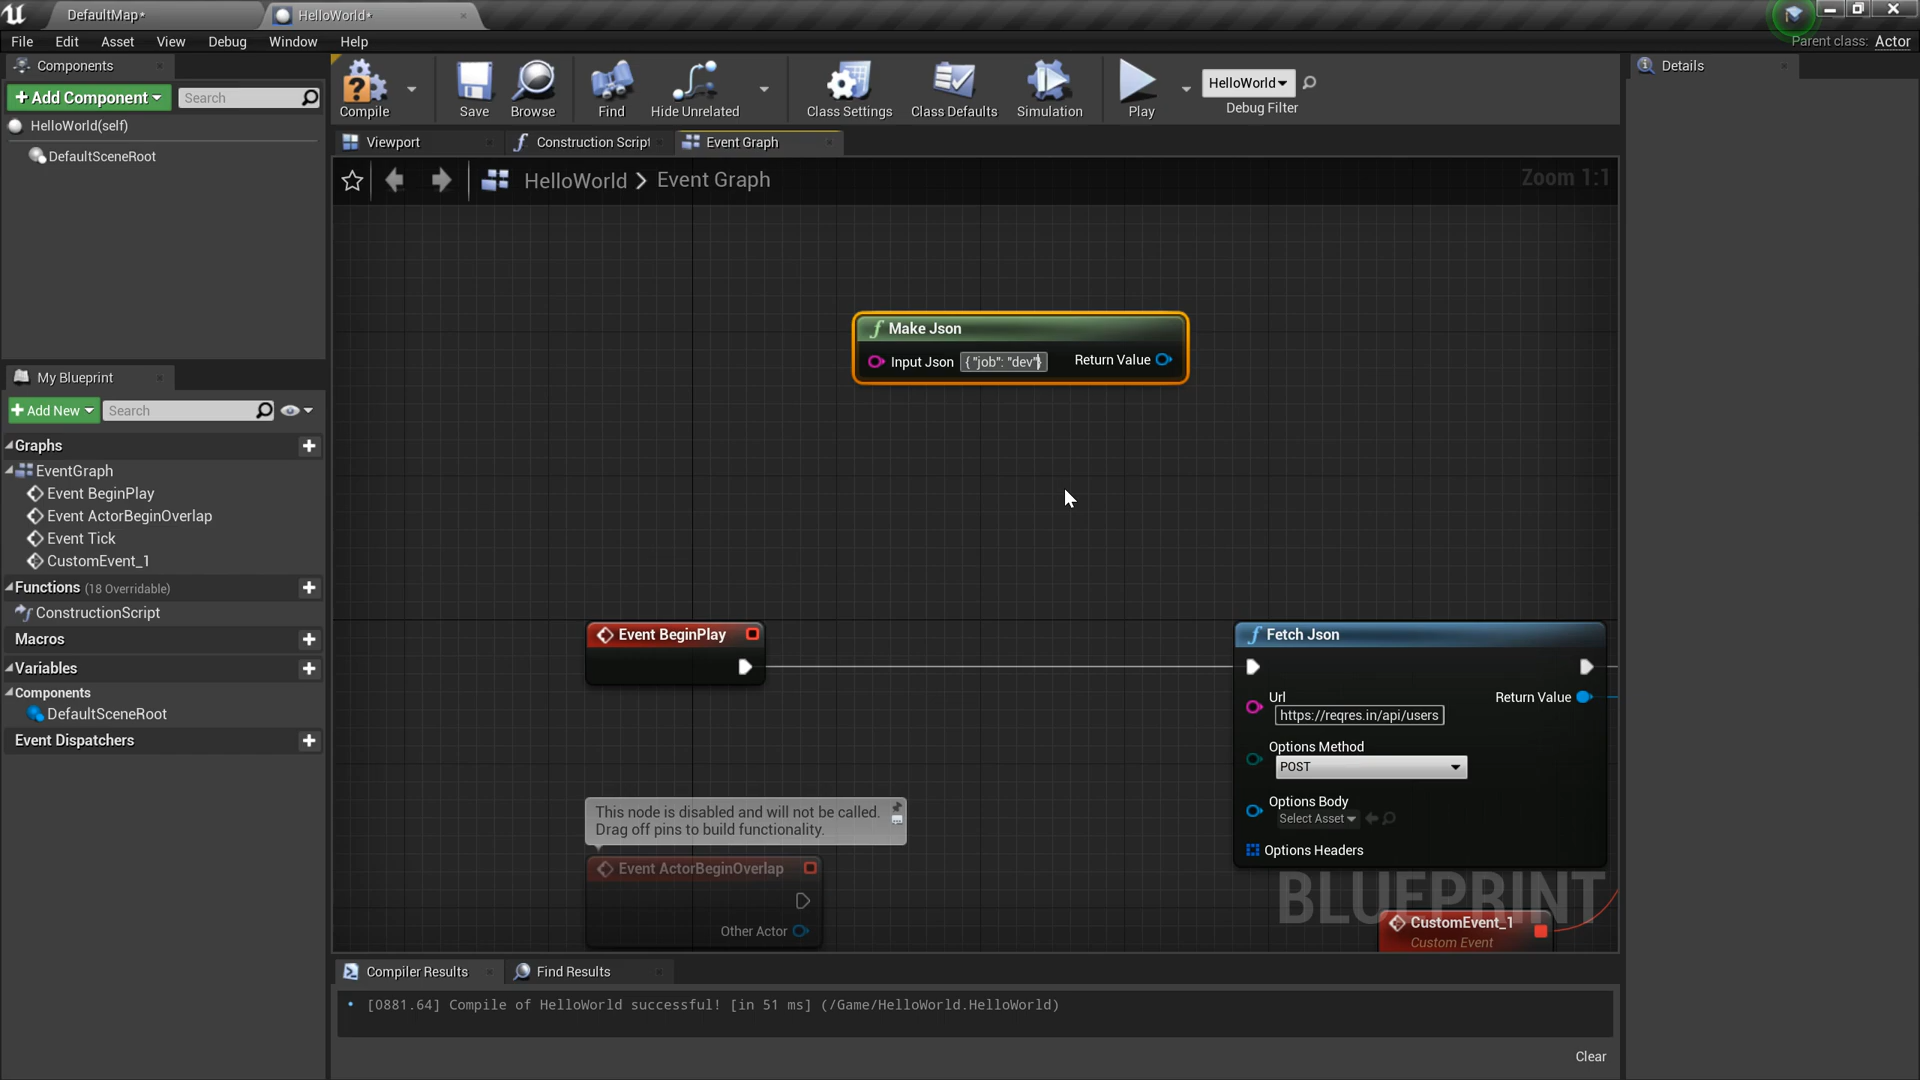 DefaultMap*
HelloWorld*
File Edit Asset View Debug Window Help
Parent class: Actor
Components
+ Add Component
Search
HelloWorld(self)
DefaultSceneRoot
Compile
Save
Browse
Find
Hide Unrelated
Class Settings
Class Defaults
Simulation
Play
HelloWorld
Debug Filter
Details
Viewport
Construction Script
Event Graph
HelloWorld > Event Graph
Zoom 1:1
Make Json
Input Json { "job": "dev"}
Return Value
My Blueprint
+ Add New
Search
Graphs
EventGraph
Event BeginPlay
Event ActorBeginOverlap
Event Tick
CustomEvent_1
Functions (18 Overridable)
ConstructionScript
Macros
Variables
Components
DefaultSceneRoot
Event Dispatchers
Event BeginPlay
Fetch Json
Url
https://reqres.in/api/users
Return Value
Options Method
POST
Options Body
Select Asset
Options Headers
This node is disabled and will not be called.
Drag off pins to build functionality.
Event ActorBeginOverlap
Other Actor
BLUEPRINT
CustomEvent_1
Custom Event
Compiler Results
Find Results
[0881.64] Compile of HelloWorld successful! [in 51 ms] (/Game/HelloWorld.HelloWorld)
Clear